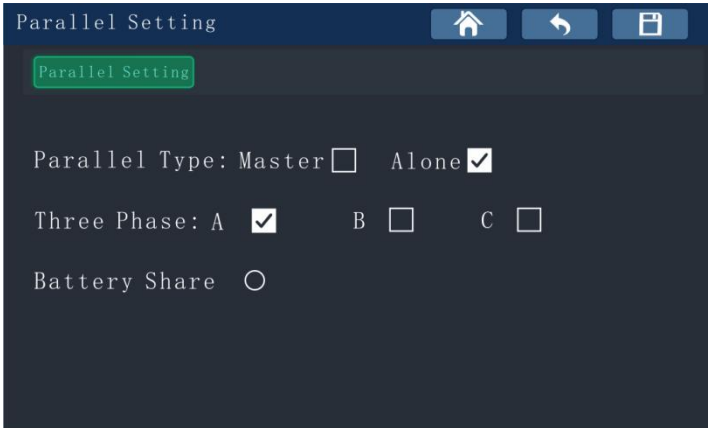 Parallel Setting
Parallel Setting
Parallel Type: Master Alone
Three Phase: A B C
Battery Share